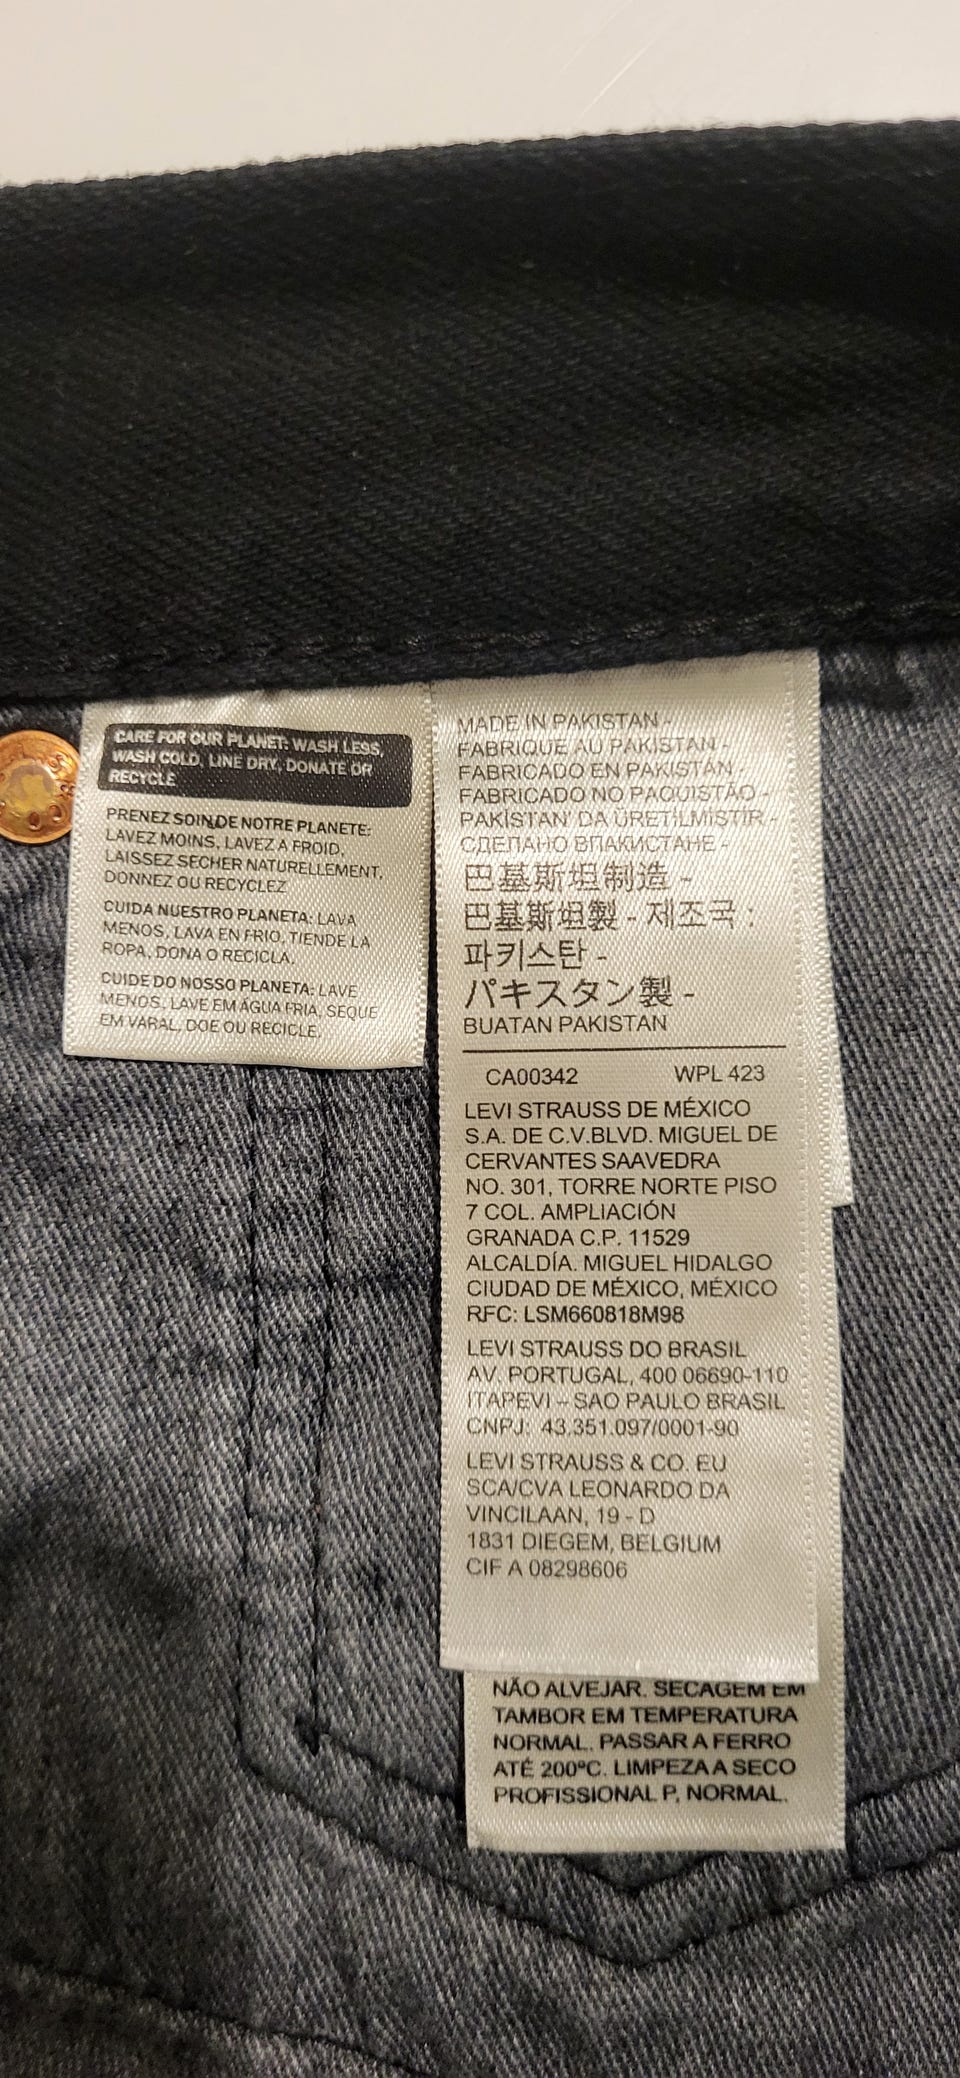 CARE FOR OUR PLANET: WASH LESS,
WASH COLD, LINE DRY, DONATE OR
RECYCLE
PRENEZ SOIN DE NOTRE PLANETE:
LAVEZ MOINS, LAVEZ A FROID,
LAISSEZ SECHER NATURELLEMENT,
DONNEZ OU RECYCLEZ
CUIDA NUESTRO PLANETA: LAVA
MENOS, LAVA EN FRIO, TIENDE LA
ROPA, DONA O RECICLA.
CUIDE DO NOSSO PLANETA: LAVE
MENOS, LAVE EM ÁGUA FRIA, SEQUE
EM VARAL, DOE OU RECICLE.
MADE IN PAKISTAN -
FABRIQUE AU PAKISTAN -
FABRICADO EN PAKISTÁN -
FABRICADO NO PAQUISTÃO -
PAKİSTAN' DA ÜRETILMISTIR -
СДЕЛАНО ВПАКИСТАНЕ -
巴基斯坦制造 -
巴基斯坦製 - 제조국 :
파키스탄 -
パキスタン製 -
BUATAN PAKISTAN
CA00342 WPL 423
LEVI STRAUSS DE MÉXICO
S.A. DE C.V.BLVD. MIGUEL DE
CERVANTES SAAVEDRA
NO. 301, TORRE NORTE PISO
7 COL. AMPLIACIÓN
GRANADA C.P. 11529
ALCALDÍA. MIGUEL HIDALGO
CIUDAD DE MÉXICO, MÉXICO
RFC: LSM660818M98
LEVI STRAUSS DO BRASIL
AV. PORTUGAL, 400 06690-110
ITAPEVI – SAO PAULO BRASIL
CNPJ: 43.351.097/0001-90
LEVI STRAUSS & CO. EU
SCA/CVA LEONARDO DA
VINCILAAN, 19 - D
1831 DIEGEM, BELGIUM
CIF A 08298606
NÃO ALVEJAR. SECAGEM EM
TAMBOR EM TEMPERATURA
NORMAL. PASSAR A FERRO
ATÉ 200ºC. LIMPEZA A SECO
PROFISSIONAL P, NORMAL.